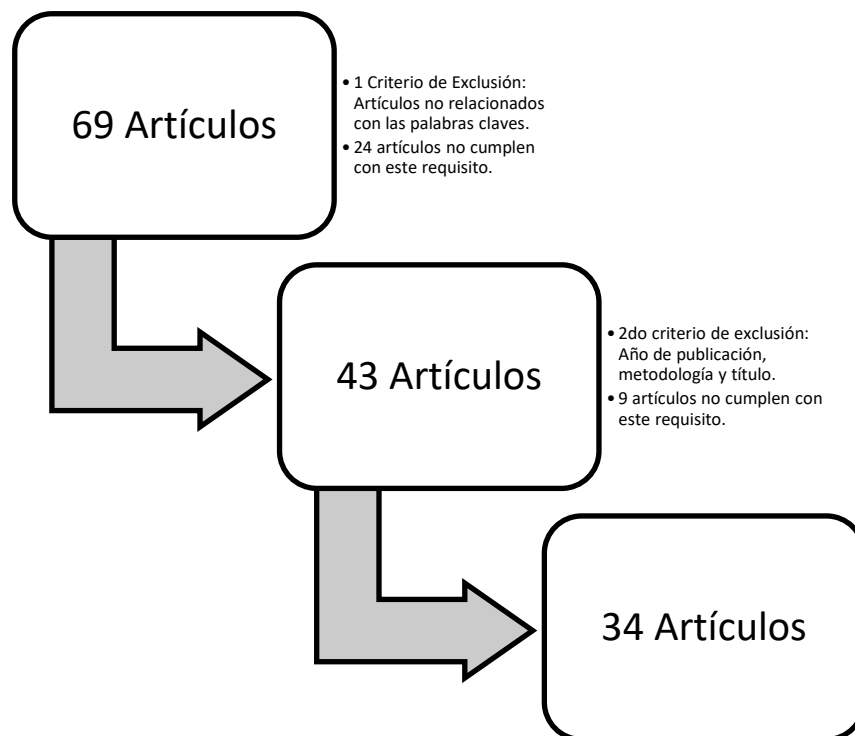 69 Artículos
• 1 Criterio de Exclusión:
Artículos no relacionados
con las palabras claves.
• 24 artículos no cumplen
con este requisito.
43 Artículos
• 2do criterio de exclusión:
Año de publicación,
metodología y título.
• 9 artículos no cumplen con
este requisito.
34 Artículos